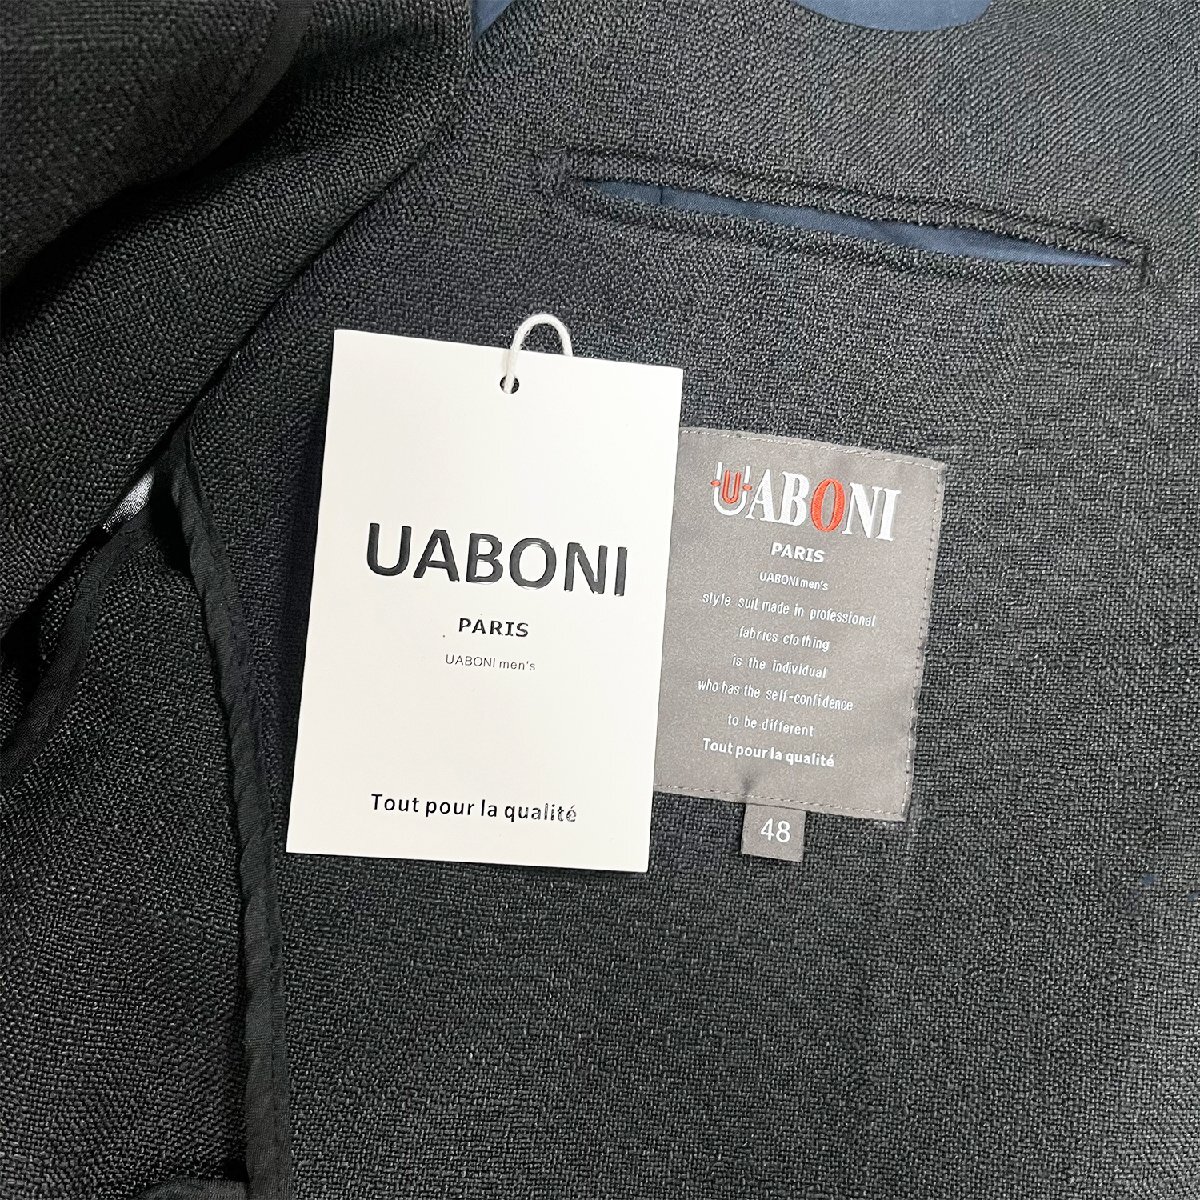 UABONI
PARIS
UABONI men's
Tout pour la qualité
UABONI
PARIS
UABONI men's
style suit made in professional
fabrics clothing
is the individual
who has the self-confidence
to be different
Tout pour la qualité
48